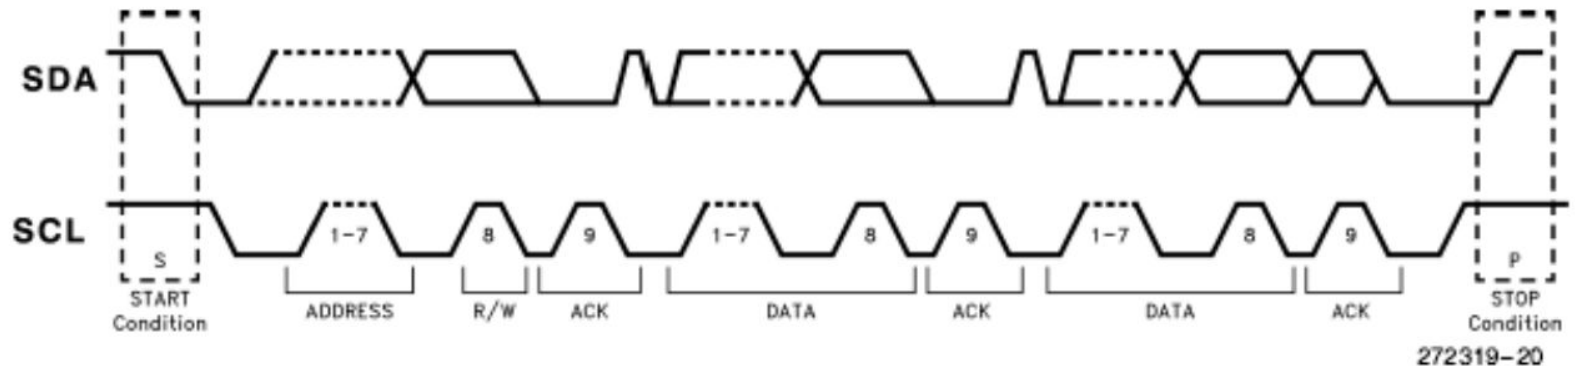 SDA
SCL
1-7 8 9 1-7 8 9 1-7 8 9
S P
START
Condition
ADDRESS R/W ACK DATA ACK DATA ACK
STOP
Condition
272319-20